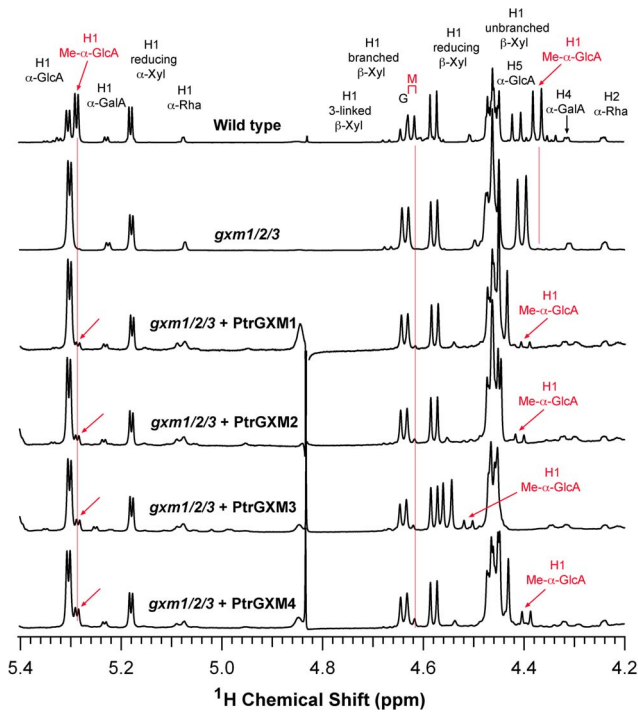 H1
α-GlcA
H1
Me-α-GlcA
H1
α-GalA
H1
reducing
α-Xyl
H1
α-Rha
Wild type
H1
3-linked
β-Xyl
H1
branched
β-Xyl
G
M
H1
reducing
β-Xyl
H1
unbranched
β-Xyl
H5
α-GlcA
H1
Me-α-GlcA
H4
α-GalA
H2
α-Rha
gxm1/2/3
gxm1/2/3 + PtrGXM1
H1
Me-α-GlcA
gxm1/2/3 + PtrGXM2
H1
Me-α-GlcA
gxm1/2/3 + PtrGXM3
H1
Me-α-GlcA
gxm1/2/3 + PtrGXM4
H1
Me-α-GlcA
5.4 5.2 5.0 4.8 4.6 4.4 4.2
¹H Chemical Shift (ppm)